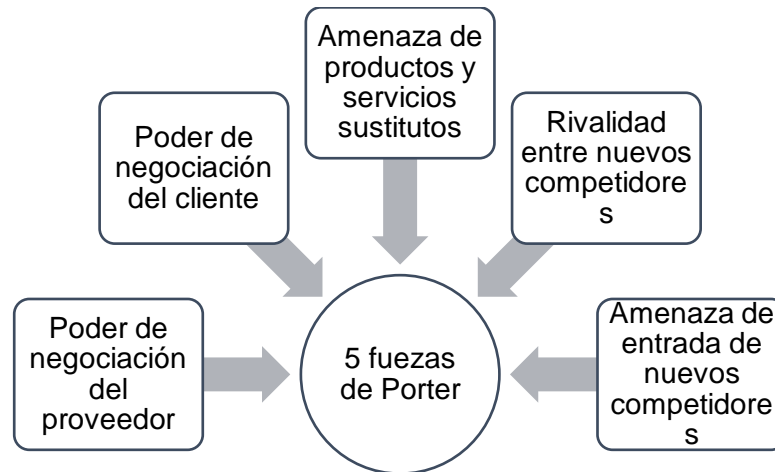 Amenaza de
productos y
servicios
sustitutos
Poder de
negociación
del cliente
Rivalidad
entre nuevos
competidore
s
Poder de
negociación
del
proveedor
5 fuezas
de Porter
Amenaza de
entrada de
nuevos
competidore
s